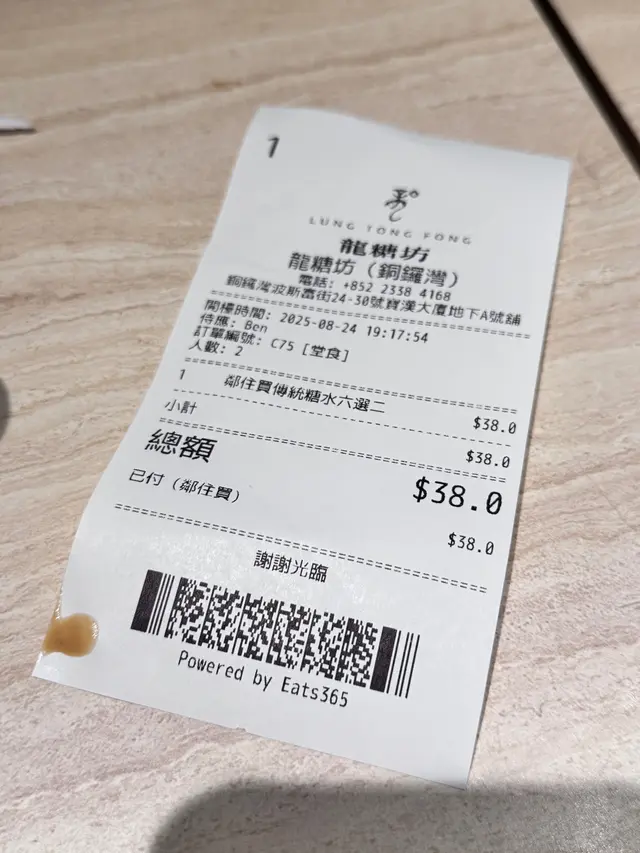 1
LUNG TONG FONG
龍糖坊
龍糖坊（銅鑼灣）
電話: +852 2338 4168
銅鑼灣波斯富街24-30號寶漢大廈地下A號舖
開檯時間: 2025-08-24 19:17:54
侍應: Ben
訂單編號: C75 [堂食]
人數: 2
1 鄰住買傳統糖水六選二 $38.0
小計 $38.0
總額 $38.0
已付 (鄰住買) $38.0
謝謝光臨
Powered by Eats365